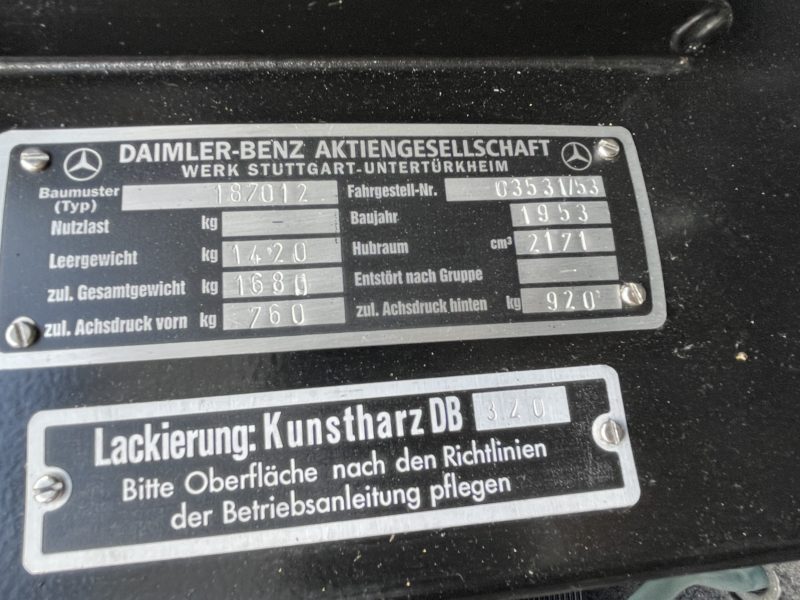 DAIMLER-BENZ AKTIENGESELLSCHAFT
WERK STUTTGART-UNTERTÜRKHEIM
Baumuster (Typ) 187012 Fahrgestell-Nr. 03531/53
Nutzlast kg – Baujahr 1953
Leergewicht kg 1420 Hubraum cm³ 2171
zul. Gesamtgewicht kg 1680 Entstört nach Gruppe –
zul. Achsdruck vorn kg 760 zul. Achsdruck hinten kg 920
Lackierung: Kunstharz DB 320
Bitte Oberfläche nach den Richtlinien
der Betriebsanleitung pflegen